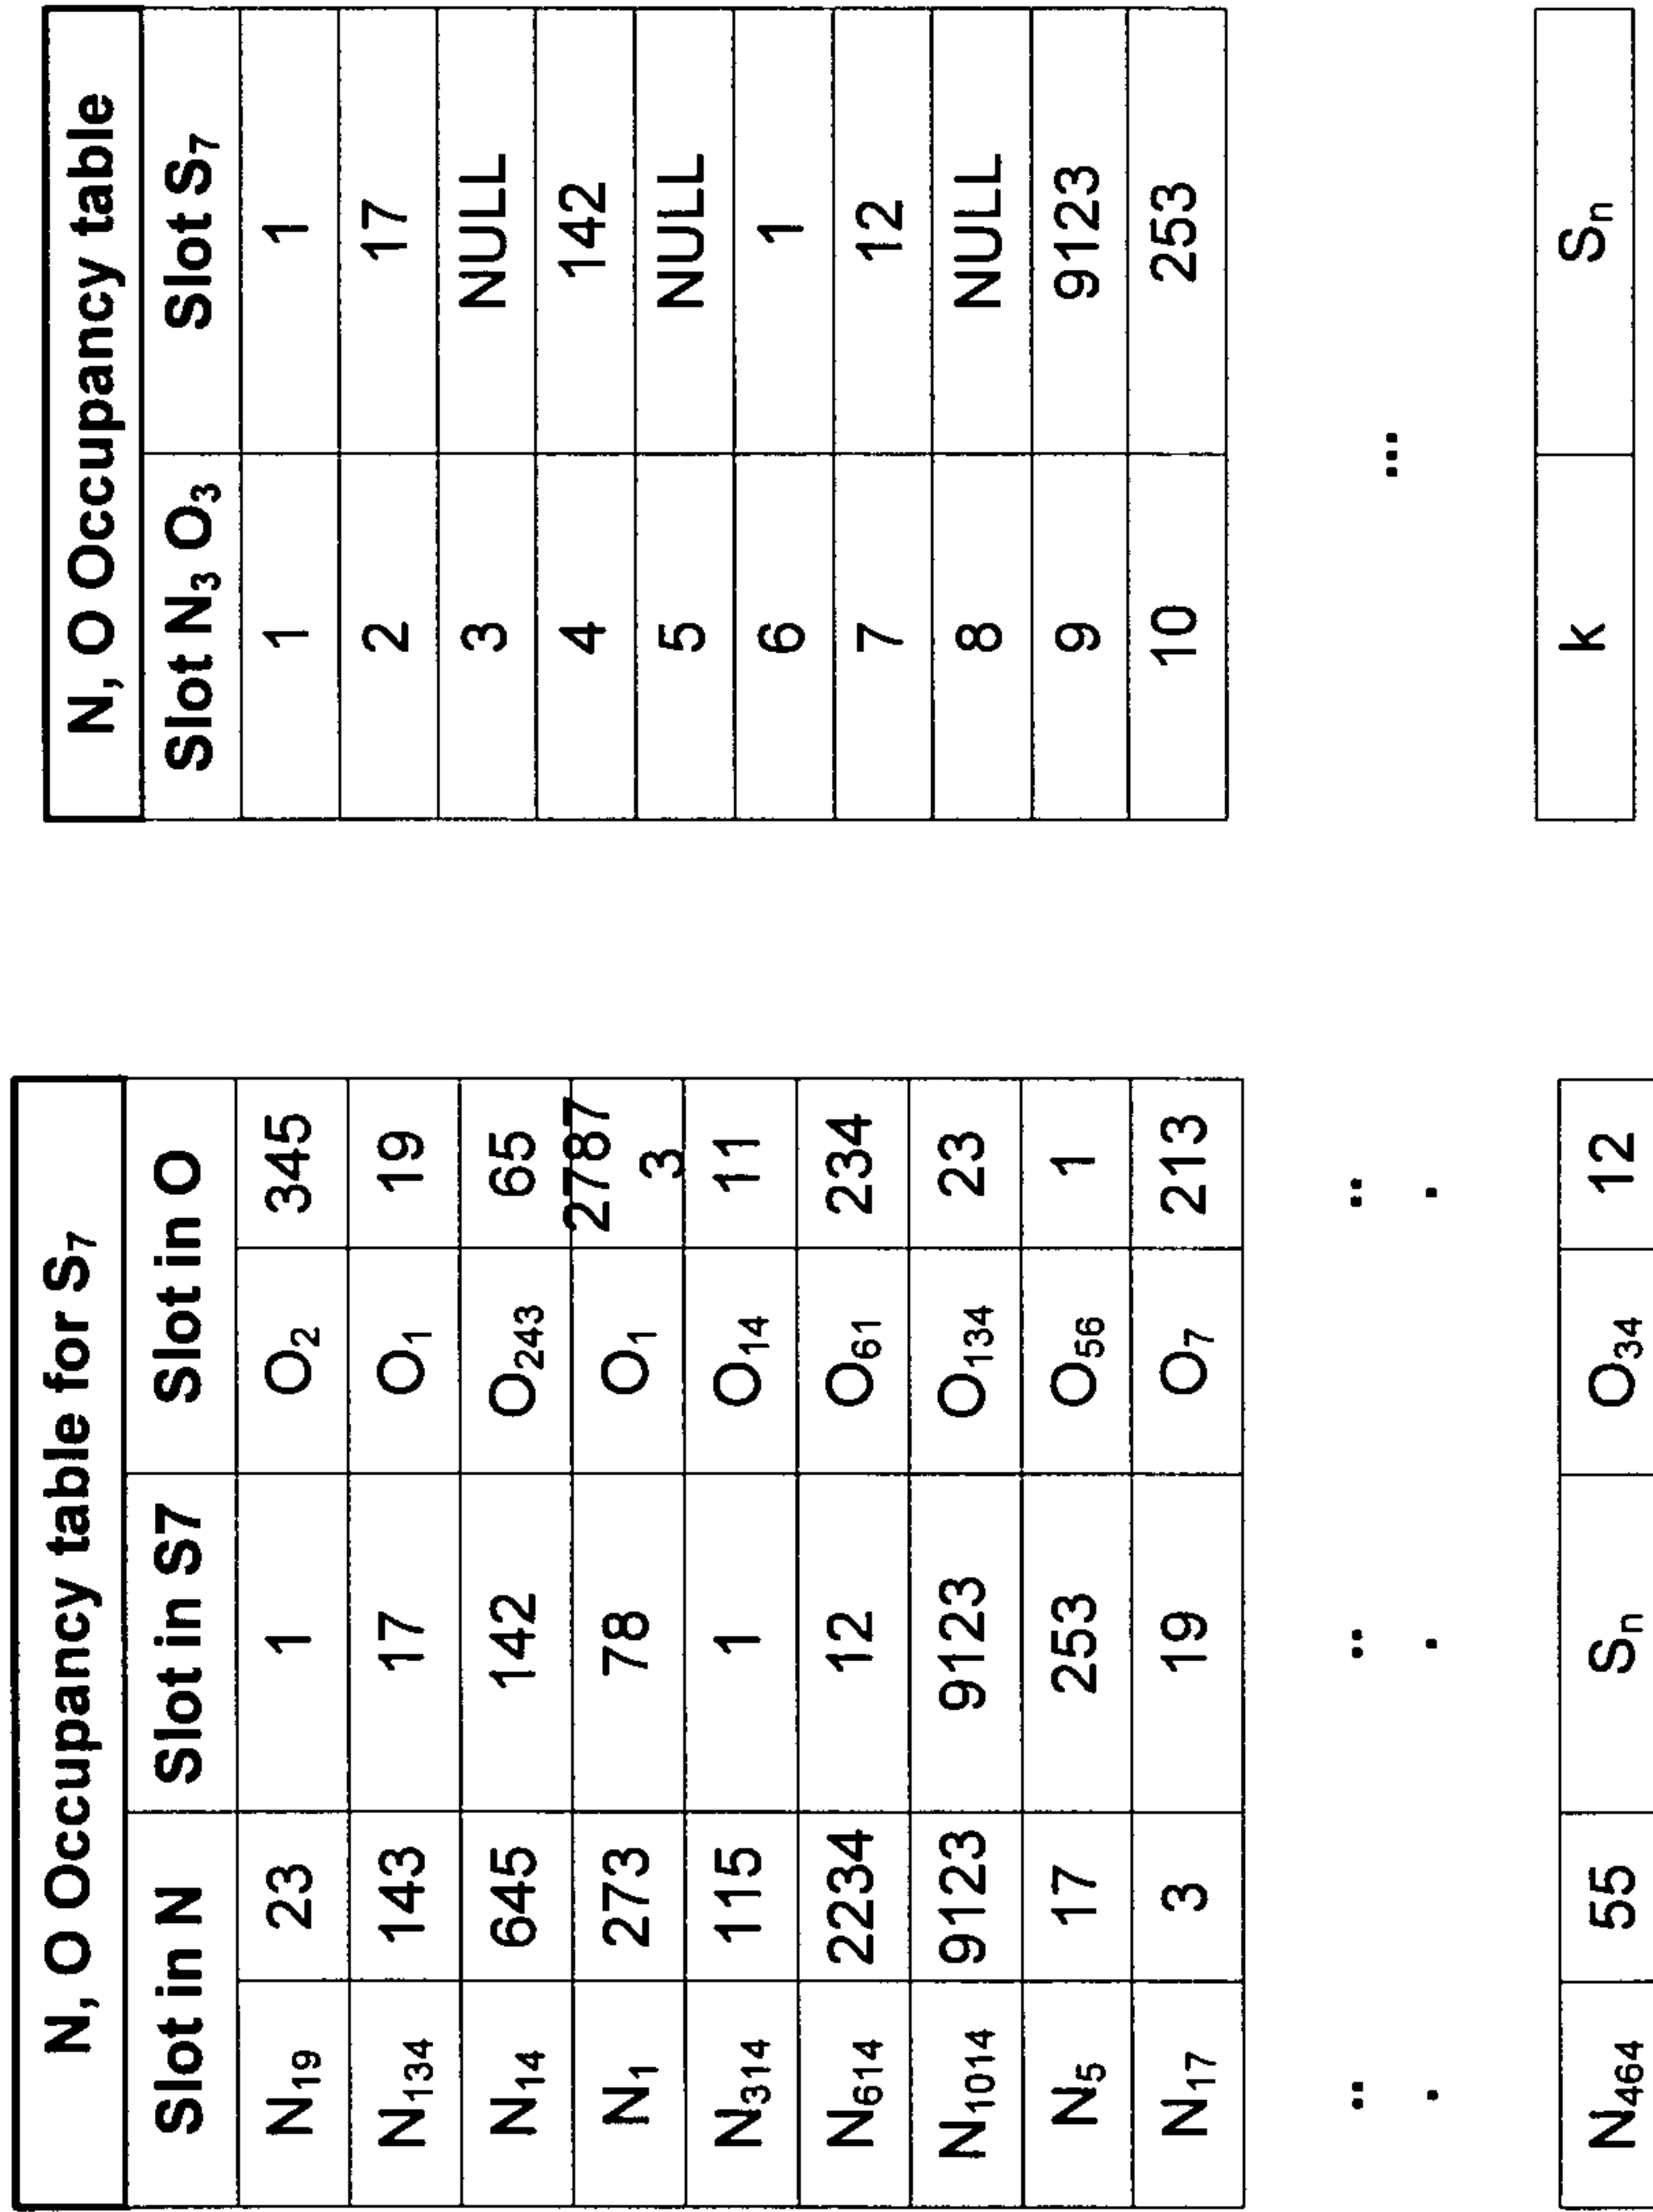 N, O Occupancy table for S₇
Slot in N Slot in S7 Slot in O
N₁₉ 23 1 O₂ 345
N₁₃₄ 143 17 O₁ 19
N₁₄ 645 142 O₂₄₃ 65
N₁ 273 78 O₁ 2787
3
N₃₁₄ 115 1 O₁₄ 11
N₆₁₄ 2234 12 O₆₁ 234
N₁₀₁₄ 9123 9123 O₁₃₄ 23
N₅ 17 253 O₅₆ 1
N₁₇ 3 19 O₇ 213
.. .. ..
. . .
N₄₆₄ 55 Sₙ O₃₄ 12
N, O Occupancy table
Slot N₃ O₃ Slot S₇
1 1
2 17
3 NULL
4 142
5 NULL
6 1
7 12
8 NULL
9 9123
10 253
...
k Sₙ